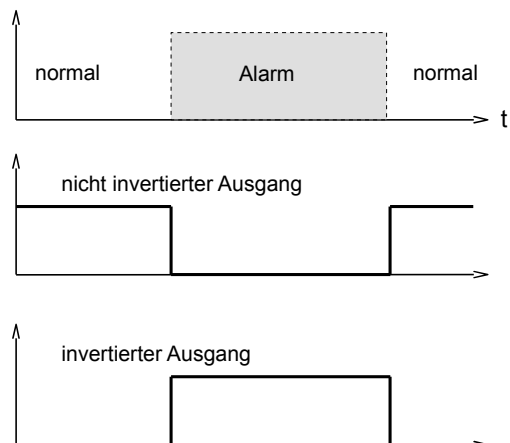 normal Alarm normal
t
nicht invertierter Ausgang
invertierter Ausgang